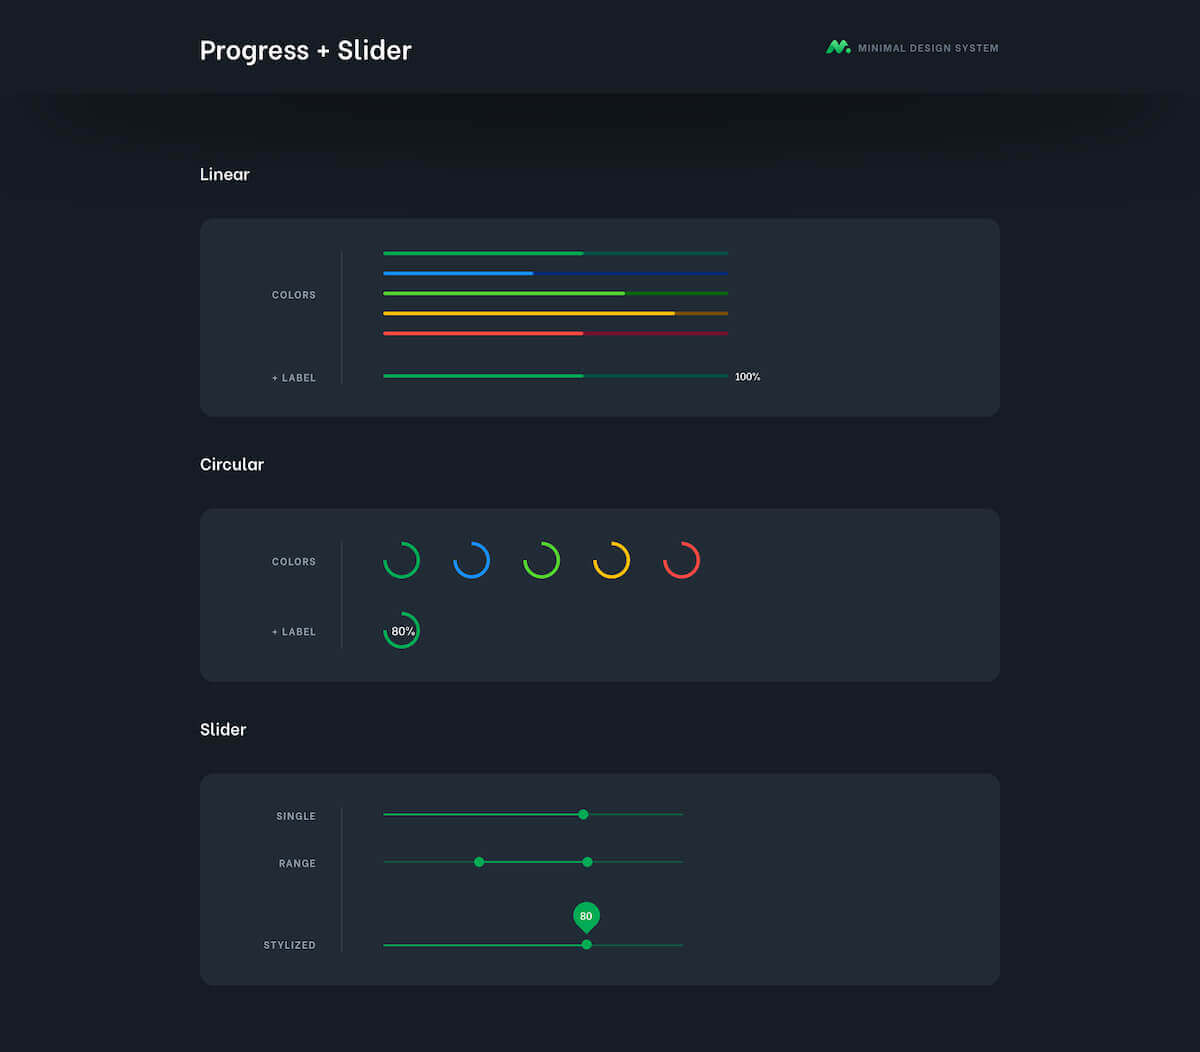 Progress + Slider
MINIMAL DESIGN SYSTEM
Linear
COLORS
+ LABEL
100%
Circular
COLORS
+ LABEL
80%
Slider
SINGLE
RANGE
80
STYLIZED